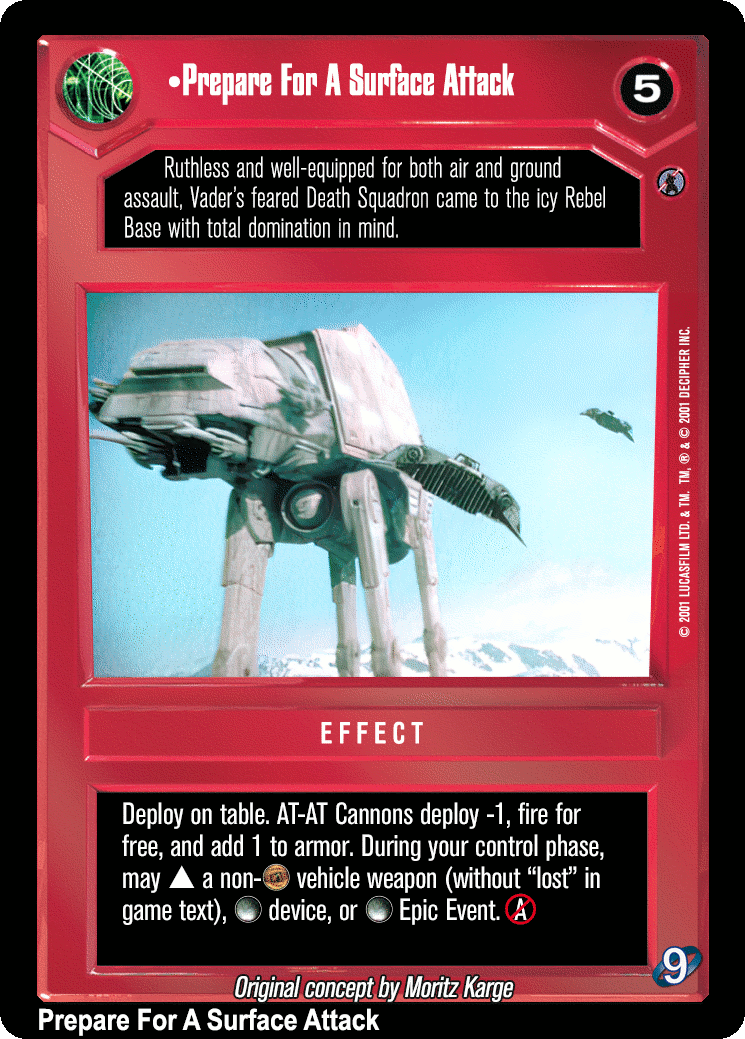 •Prepare For A Surface Attack
5
Ruthless and well-equipped for both air and ground
assault, Vader's feared Death Squadron came to the icy Rebel
Base with total domination in mind.
© 2001 LUCASFILM LTD. & TM. TM, ® & © 2001 DECIPHER INC.
EFFECT
Deploy on table. AT-AT Cannons deploy -1, fire for
free, and add 1 to armor. During your control phase,
may ▲ a non- vehicle weapon (without “lost” in
game text), device, or Epic Event. A
9
Original concept by Moritz Karge
Prepare For A Surface Attack